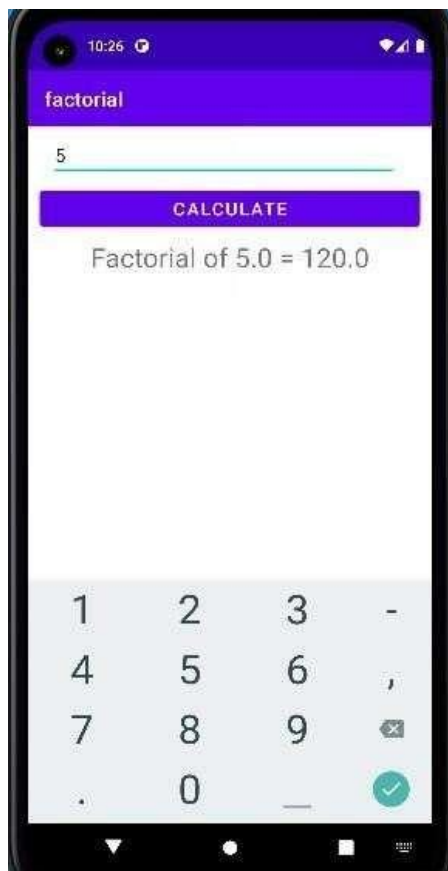 10:26
factorial
5
CALCULATE
Factorial of 5.0 = 120.0
1 2 3 -
4 5 6 ,
7 8 9
. 0 _